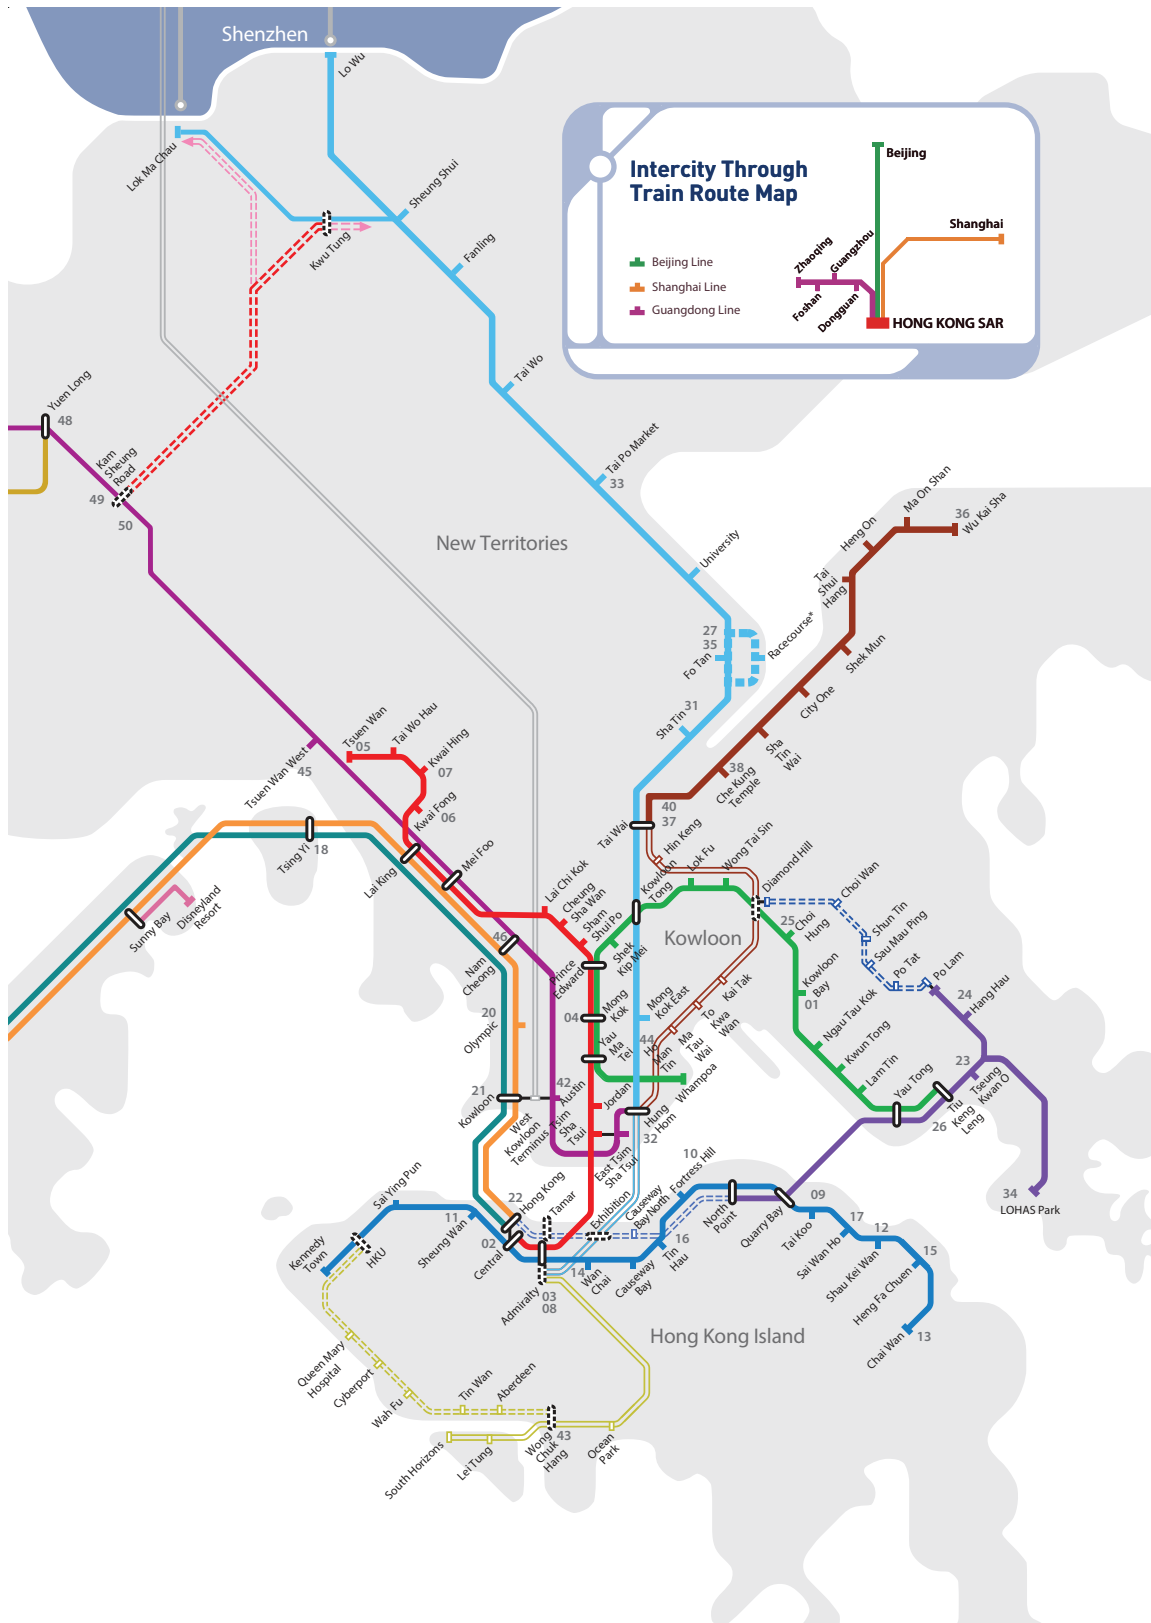 Shenzhen
Lo Wu
Lok Ma Chau
Sheung Shui
Kwu Tung
Fanling
Intercity Through
Train Route Map
Beijing Line
Shanghai Line
Guangdong Line
Beijing
Shanghai
Zhaoqing
Guangzhou
Foshan
Dongguan
HONG KONG SAR
Tai Wo
Yuen Long
48
Kam
Sheung
Road
49
50
Tai Po Market
33
New Territories
University
Ma On Shan
36
Wu Kai Sha
Heng On
Tai
Shui
Hang
Shek Mun
City One
Sha
Tin
Wai
38
Che Kung
Temple
27
35
Fo Tan
Racecourse*
31
Sha Tin
Tsuen Wan West
45
Tsuen Wan
05
Tai Wo Hau
Kwai Hing
07
Kwai Fong
06
40
37
Tai Wai
Hin Keng
Tsing Yi
18
Lai King
Mei Foo
Lai Chi Kok
Cheung
Sha Wan
Sham
Shui Po
Shek
Kip Mei
Kowloon
Tong
Lok Fu
Wong Tai Sin
Diamond Hill
Choi Wan
Shun Tin
Sau Mau Ping
Po Tat
Po Lam
25
Choi
Hung
Kowloon
Sunny Bay
Disneyland
Resort
46
Nam
Cheong
Prince
Edward
Kowloon
Bay
01
Kai Tak
24
Hang Hau
20
Olympic
04
Mong
Kok
Mong
Kok East
44
Yau
Ma
Tei
Ho
Man
Tin
Ma
Tau
Wai
To
Kwa
Wan
Whampoa
Ngau Tau Kok
Kwun Tong
Lam Tin
Yau Tong
23
Tseung
Kwan O
Tiu
Keng
Leng
26
21
Kowloon
42
Austin
West
Kowloon
Terminus
Tsim
Sha
Tsui
Jordan
East Tsim
Sha Tsui
Hung
Hom
32
34
LOHAS Park
Sai Ying Pun
22
Hong Kong
Tamar
Exhibition
Causeway
Bay North
10
Fortress Hill
North
Point
Quarry Bay
09
Tai Koo
17
Sai Wan Ho
12
Shau Kei Wan
15
Heng Fa Chuen
Chai Wan
13
Kennedy
Town
HKU
11
Sheung Wan
02
Central
Admiralty
03
08
14
Wan
Chai
Causeway
Bay
16
Tin
Hau
Hong Kong Island
Queen Mary
Hospital
Cyberport
Wah Fu
Tin Wan
Aberdeen
South Horizons
Lei Tung
Wong
Chuk
Hang
43
Ocean
Park